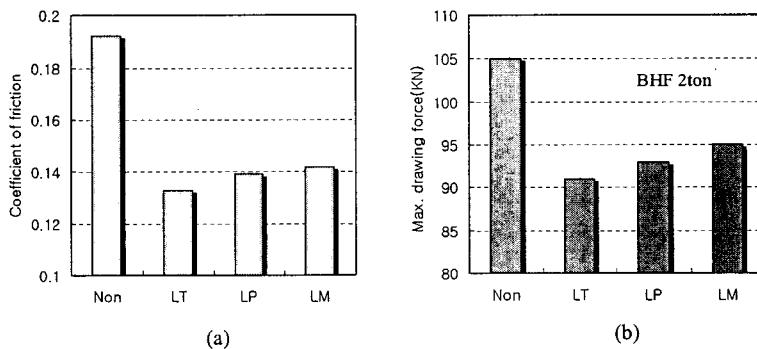 Coefficient of friction
0.2
0.18
0.16
0.14
0.12
0.1
Non LT LP LM
(a)
Max. drawing force(KN)
110
105
100
95
90
85
80
BHF 2ton
Non LT LP LM
(b)